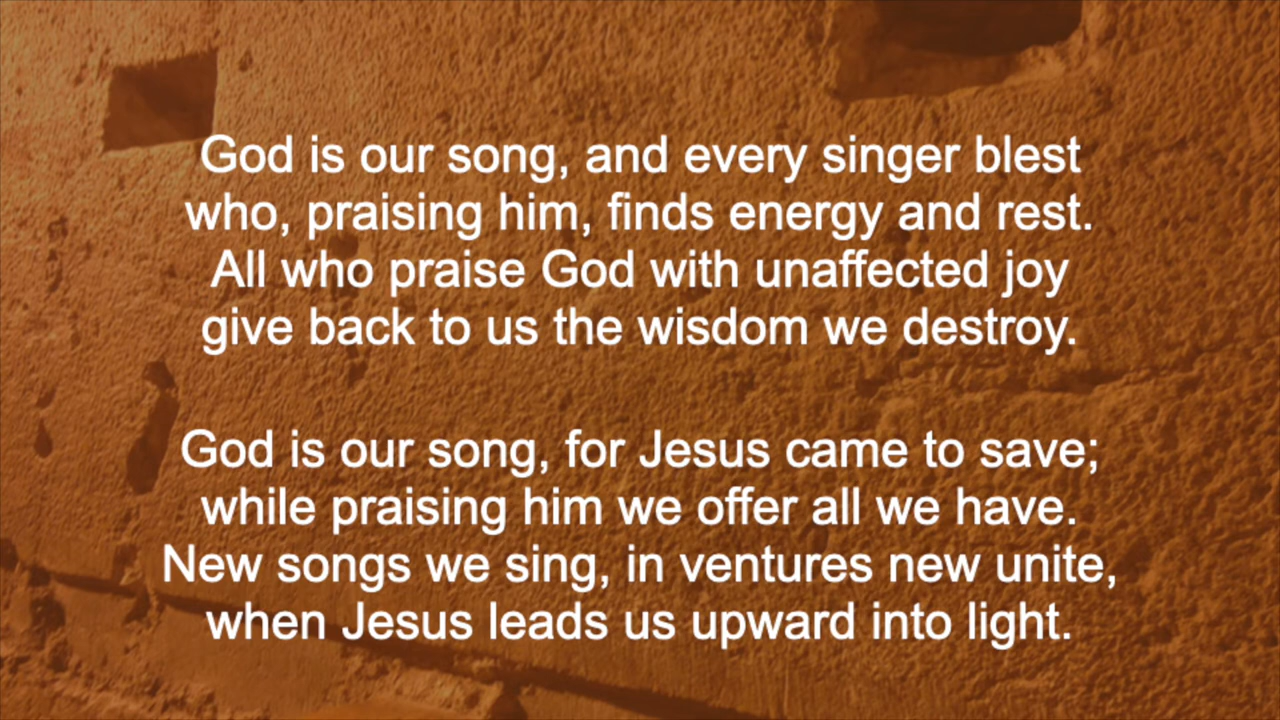 God is our song, and every singer blest
who, praising him, finds energy and rest.
All who praise God with unaffected joy
give back to us the wisdom we destroy.
God is our song, for Jesus came to save;
while praising him we offer all we have.
New songs we sing, in ventures new unite,
when Jesus leads us upward into light.